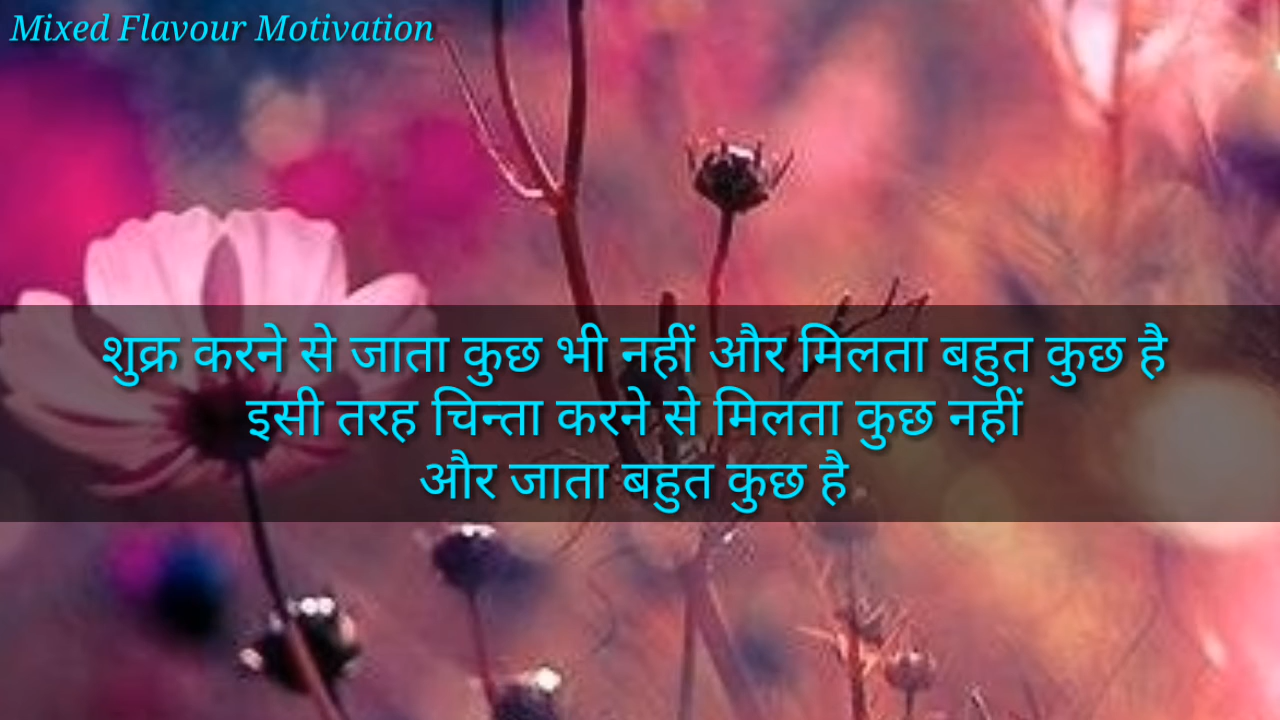 Mixed Flavour Motivation
शुक्र करने से जाता कुछ भी नहीं और मिलता बहुत कुछ है
इसी तरह चिन्ता करने से मिलता कुछ नहीं
और जाता बहुत कुछ है